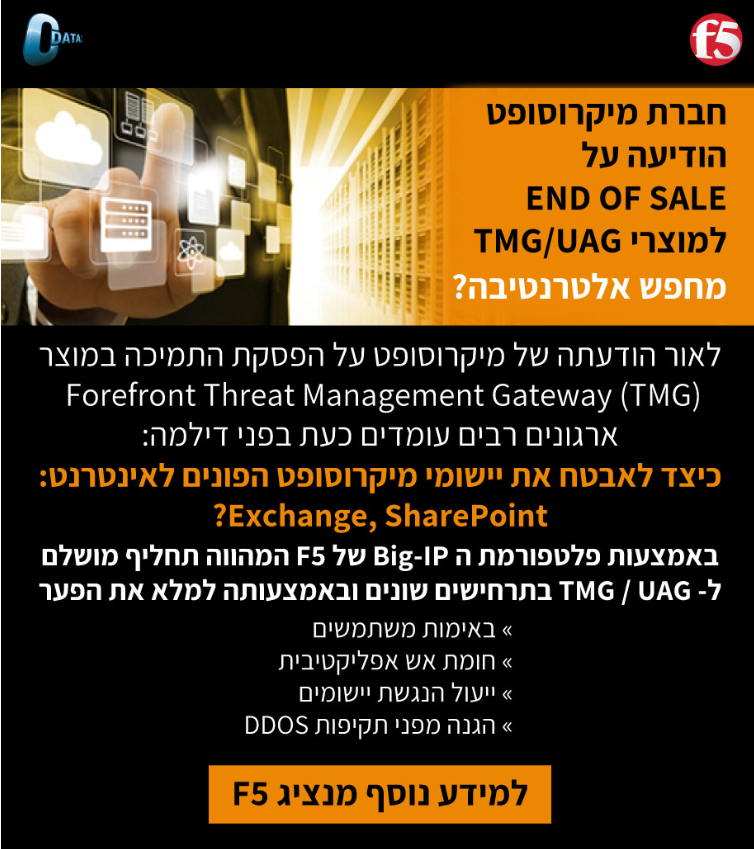 C DATA
f5
חברת מיקרוסופט
הודיעה על
END OF SALE
למוצרי TMG/UAG
מחפש אלטרנטיבה?
לאור הודעתה של מיקרוסופט על הפסקת התמיכה במוצר
Forefront Threat Management Gateway (TMG)
ארגונים רבים עומדים כעת בפני דילמה:
כיצד לאבטח את יישומי מיקרוסופט הפונים לאינטרנט:
Exchange, SharePoint?
באמצעות פלטפורמת ה Big-IP של F5 המהווה תחליף מושלם
ל- TMG / UAG בתרחישים שונים ובאמצעותה למלא את הפער
» באימות משתמשים
» חומת אש אפליקטיבית
» ייעול הנגשת יישומים
» הגנה מפני תקיפות DDOS
למידע נוסף מנציג F5